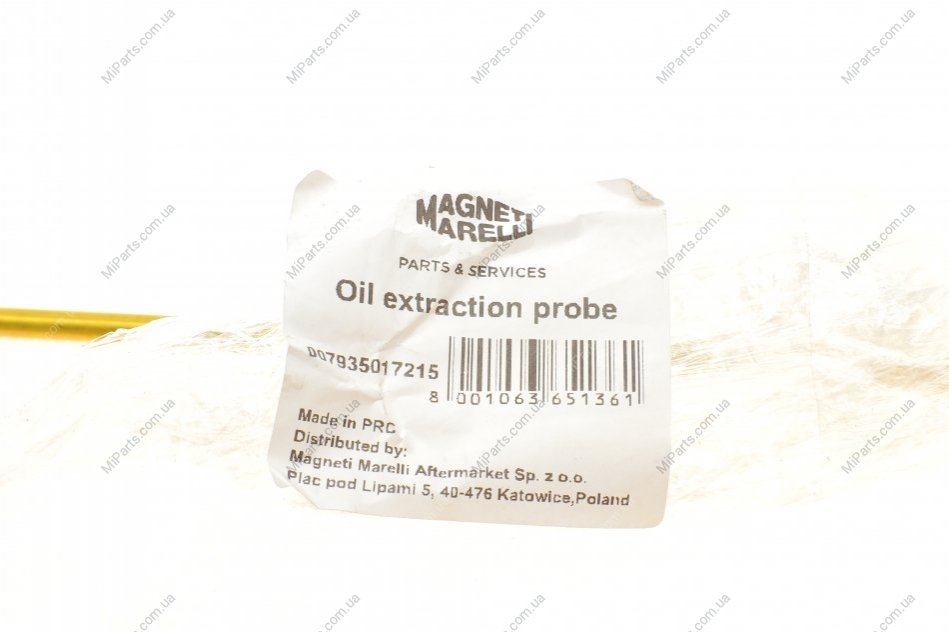 MAGNETI
MARELLI
PARTS & SERVICES
Oil extraction probe
007935017215
8 001063 651361
Made in PRC
Distributed by:
Magneti Marelli Aftermarket Sp. z o.o.
Plac pod Lipami 5, 40-476 Katowice,Poland
MiParts.com.ua